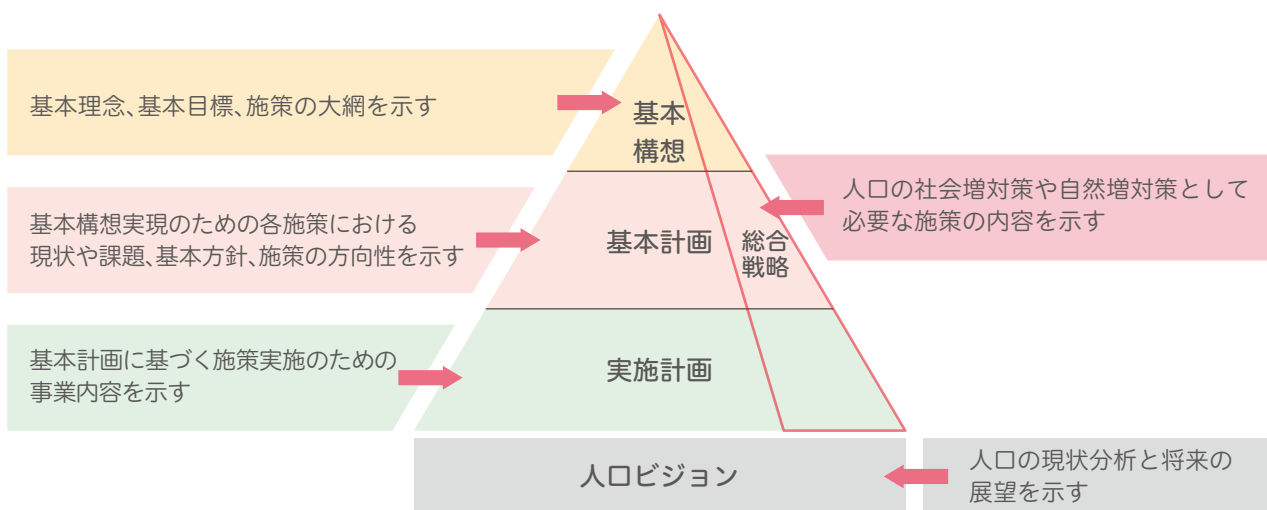 基本理念、基本目標、施策の大網を示す
基本
構想
人口の社会増対策や自然増対策として
必要な施策の内容を示す
基本構想実現のための各施策における
現状や課題、基本方針、施策の方向性を示す
基本計画
総合
戦略
基本計画に基づく施策実施のための
事業内容を示す
実施計画
人口ビジョン
人口の現状分析と将来の
展望を示す